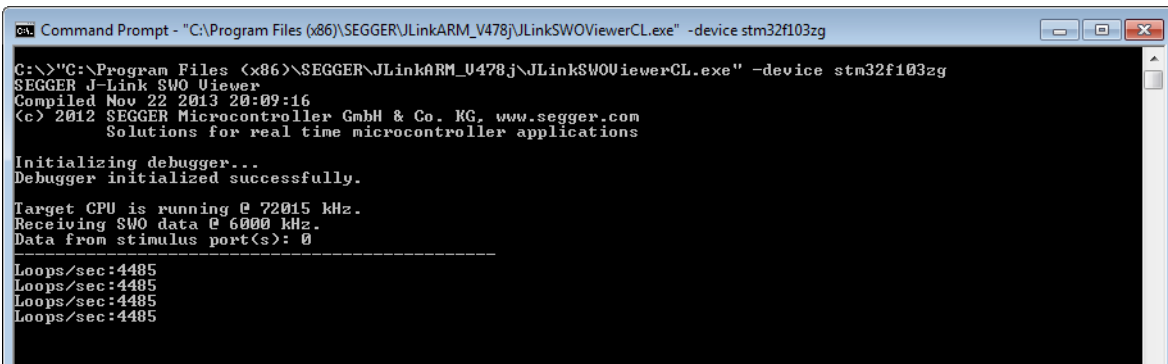 Command Prompt - "C:\Program Files (x86)\SEGGER\JLinkARM_V478j\JLinkSWOViewerCL.exe" -device stm32f103zg
C:\>"C:\Program Files (x86)\SEGGER\JLinkARM_V478j\JLinkSWOViewerCL.exe" -device stm32f103zg
SEGGER J-Link SWO Viewer
Compiled Nov 22 2013 20:09:16
(c) 2012 SEGGER Microcontroller GmbH & Co. KG, www.segger.com
Solutions for real time microcontroller applications
Initializing debugger...
Debugger initialized successfully.
Target CPU is running @ 72015 kHz.
Receiving SWO data @ 6000 kHz.
Data from stimulus port(s): 0
-----------------------------------------------
Loops/sec:4485
Loops/sec:4485
Loops/sec:4485
Loops/sec:4485